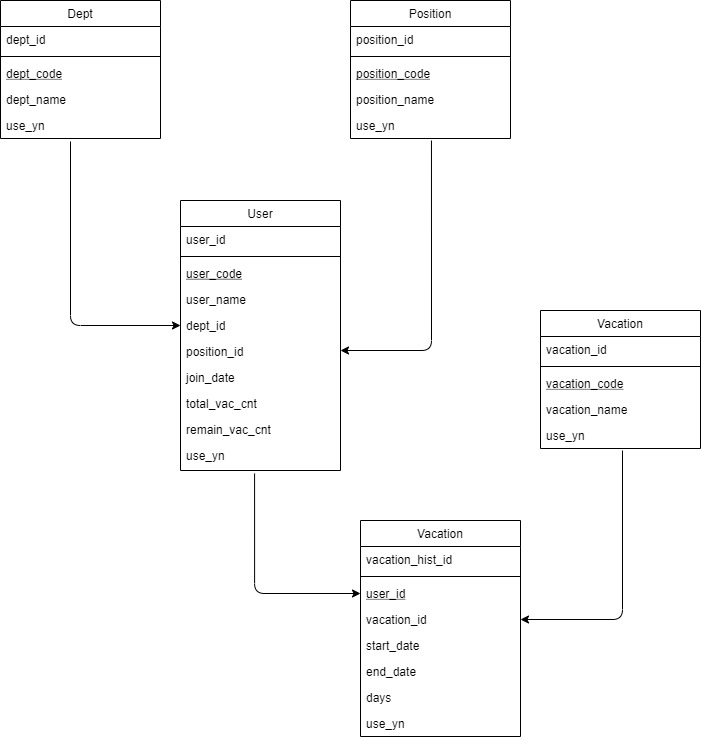 Dept
dept_id
dept_code
dept_name
use_yn
Position
position_id
position_code
position_name
use_yn
User
user_id
user_code
user_name
dept_id
position_id
join_date
total_vac_cnt
remain_vac_cnt
use_yn
Vacation
vacation_id
vacation_code
vacation_name
use_yn
Vacation
vacation_hist_id
user_id
vacation_id
start_date
end_date
days
use_yn